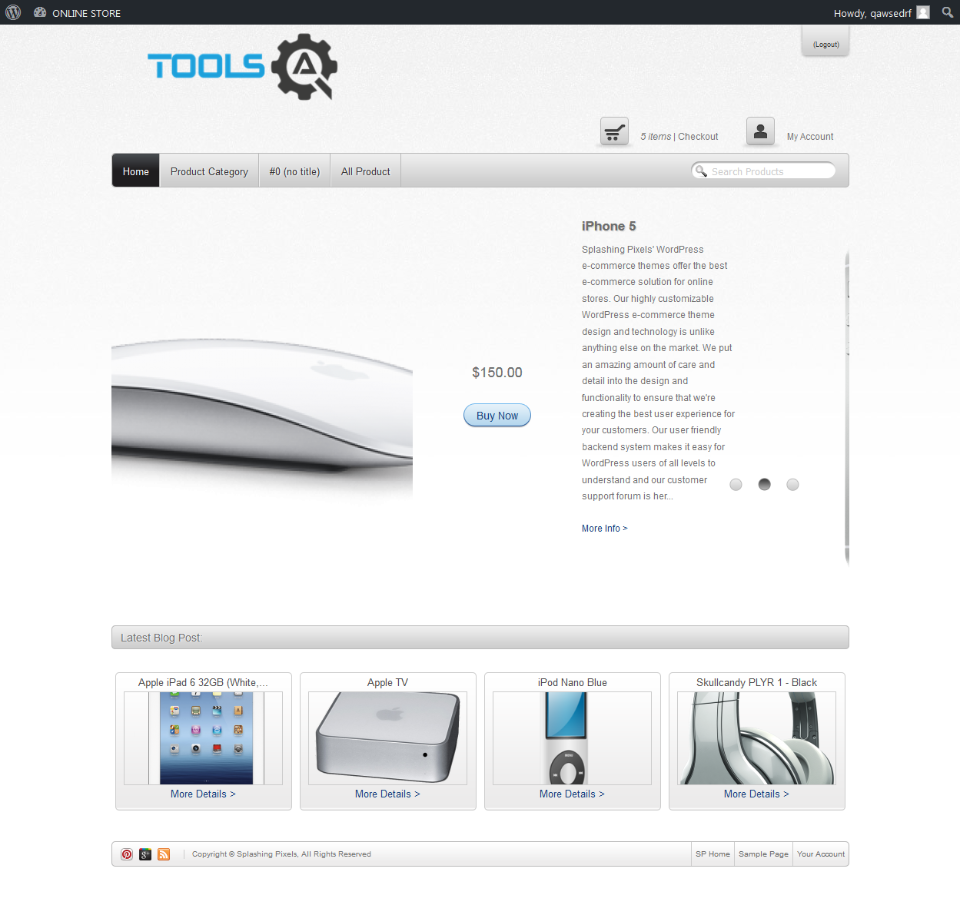 ONLINE STORE
Howdy, qawsedrf
(Logout)
TOOLS QA
5 items | Checkout
My Account
Home
Product Category
#0 (no title)
All Product
Search Products
iPhone 5
Splashing Pixels' WordPress
e-commerce themes offer the best
e-commerce solution for online
stores. Our highly customizable
WordPress e-commerce theme
design and technology is unlike
anything else on the market. We put
an amazing amount of care and
detail into the design and
functionality to ensure that we're
creating the best user experience for
your customers. Our user friendly
backend system makes it easy for
WordPress users of all levels to
understand and our customer
support forum is her...
More Info >
$150.00
Buy Now
Latest Blog Post
Apple iPad 6 32GB (White,...
Apple TV
iPod Nano Blue
Skullcandy PLYR 1 - Black
More Details >
More Details >
More Details >
More Details >
Copyright © Splashing Pixels, All Rights Reserved
SP Home
Sample Page
Your Account